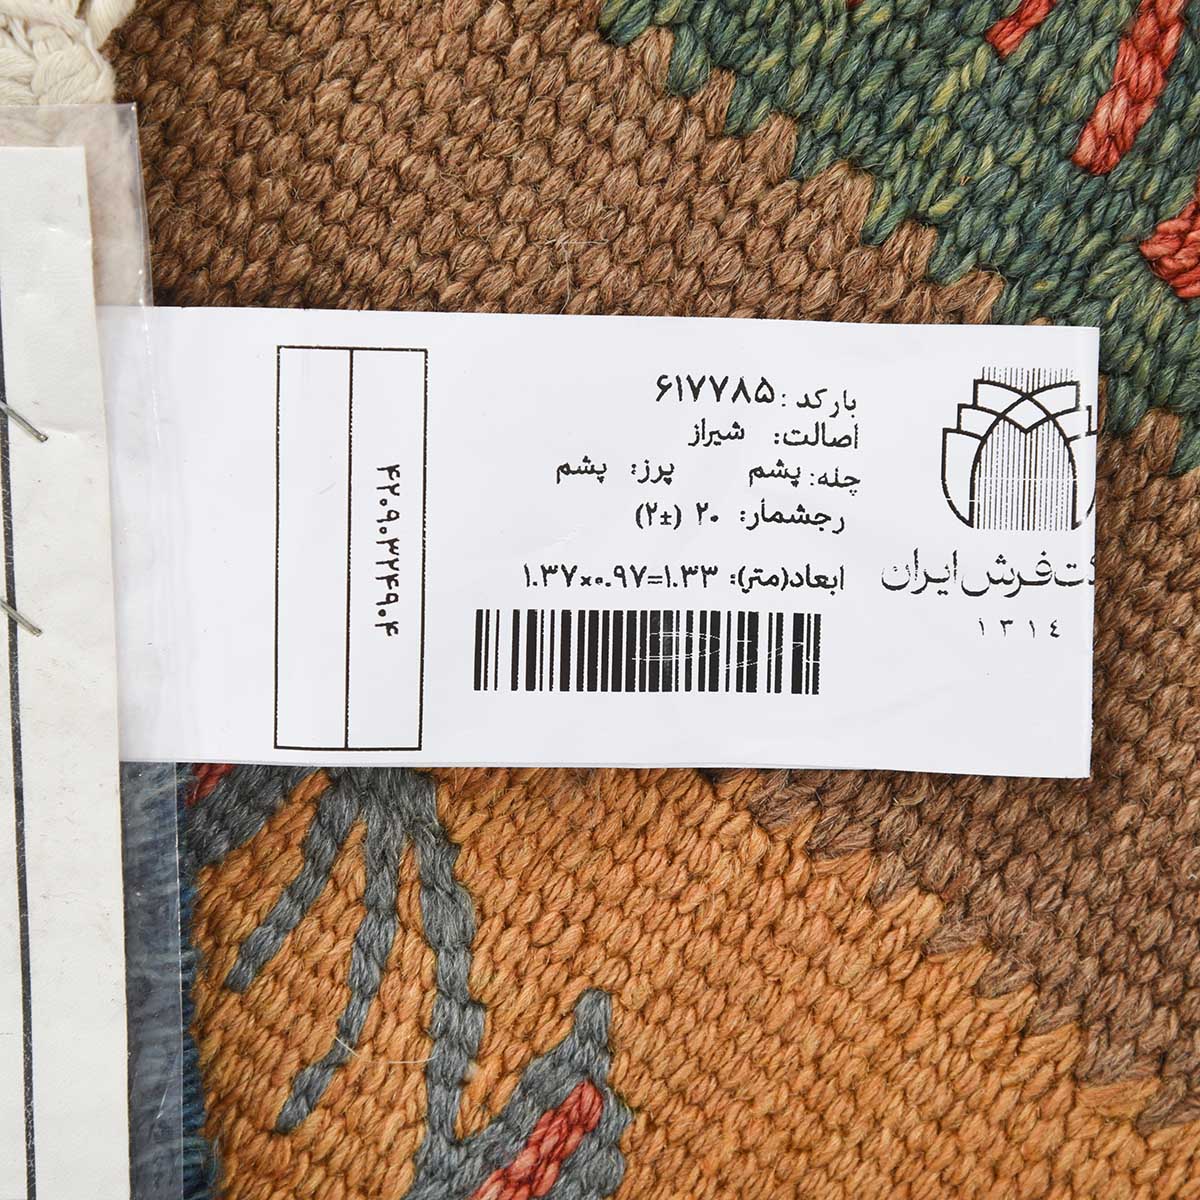 بارکد : ۶۱۷۷۸۵
اصالت: شیراز
چله: پشم پرز: پشم
رجشمار: ۲۰ (±۲)
ابعاد(متر): ۱.۳۷×۰.۹۷=۱.۳۳
فرش ایران
۱۳۱٤
۴۲۰۹۰۳۲۴۹۰۴